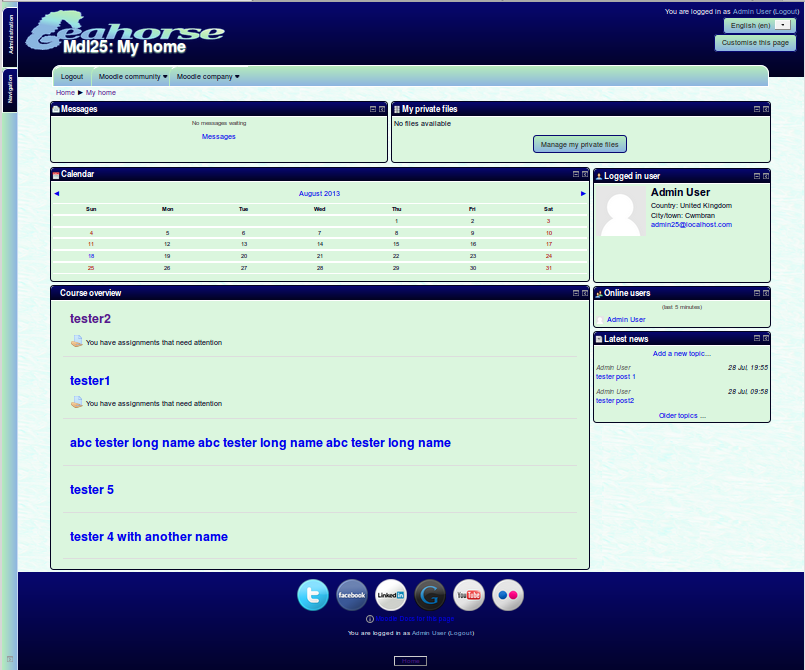 You are logged in as Admin User (Logout)
English (en)
Customise this page
Seahorse
Mdl25: My home
Administration
Navigation
Logout Moodle community Moodle company
Home ► My home
Messages
No messages waiting
Messages
My private files
No files available
Manage my private files
Calendar
◄ August 2013 ►
Sun Mon Tue Wed Thu Fri Sat
1 2 3
4 5 6 7 8 9 10
11 12 13 14 15 16 17
18 19 20 21 22 23 24
25 26 27 28 29 30 31
Logged in user
Admin User
Country: United Kingdom
City/town: Cwmbran
admin25@localhost.com
Course overview
tester2
You have assignments that need attention
tester1
You have assignments that need attention
abc tester long name abc tester long name abc tester long name
tester 5
tester 4 with another name
Online users
(last 5 minutes)
Admin User
Latest news
Add a new topic...
Admin User 28 Jul, 19:55
tester post 1
Admin User 28 Jul, 09:58
tester post2
Older topics ...
facebook LinkedIn G YouTube
Moodle Docs for this page
You are logged in as Admin User (Logout)
Home